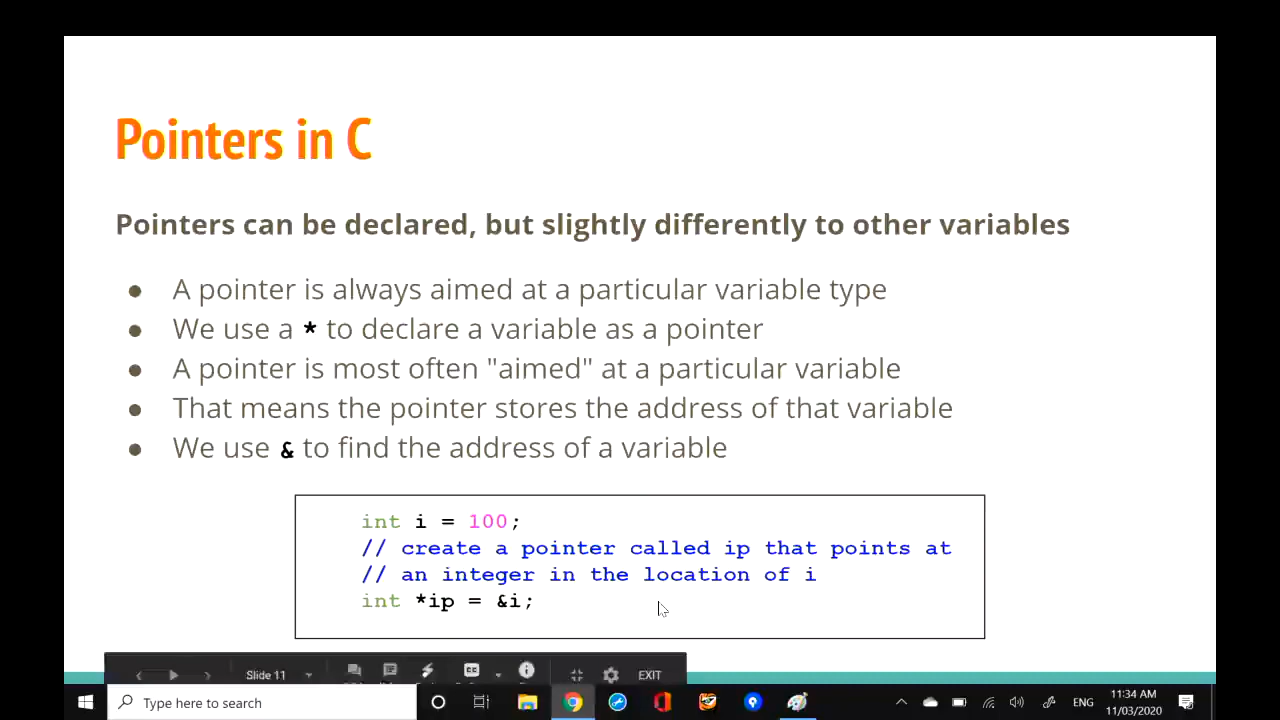 Pointers in C
Pointers can be declared, but slightly differently to other variables
● A pointer is always aimed at a particular variable type
● We use a * to declare a variable as a pointer
● A pointer is most often "aimed" at a particular variable
● That means the pointer stores the address of that variable
● We use & to find the address of a variable
int i = 100;
// create a pointer called ip that points at
// an integer in the location of i
int *ip = &i;
Slide 11
CC
EXIT
Type here to search
ENG
11:34 AM
11/03/2020